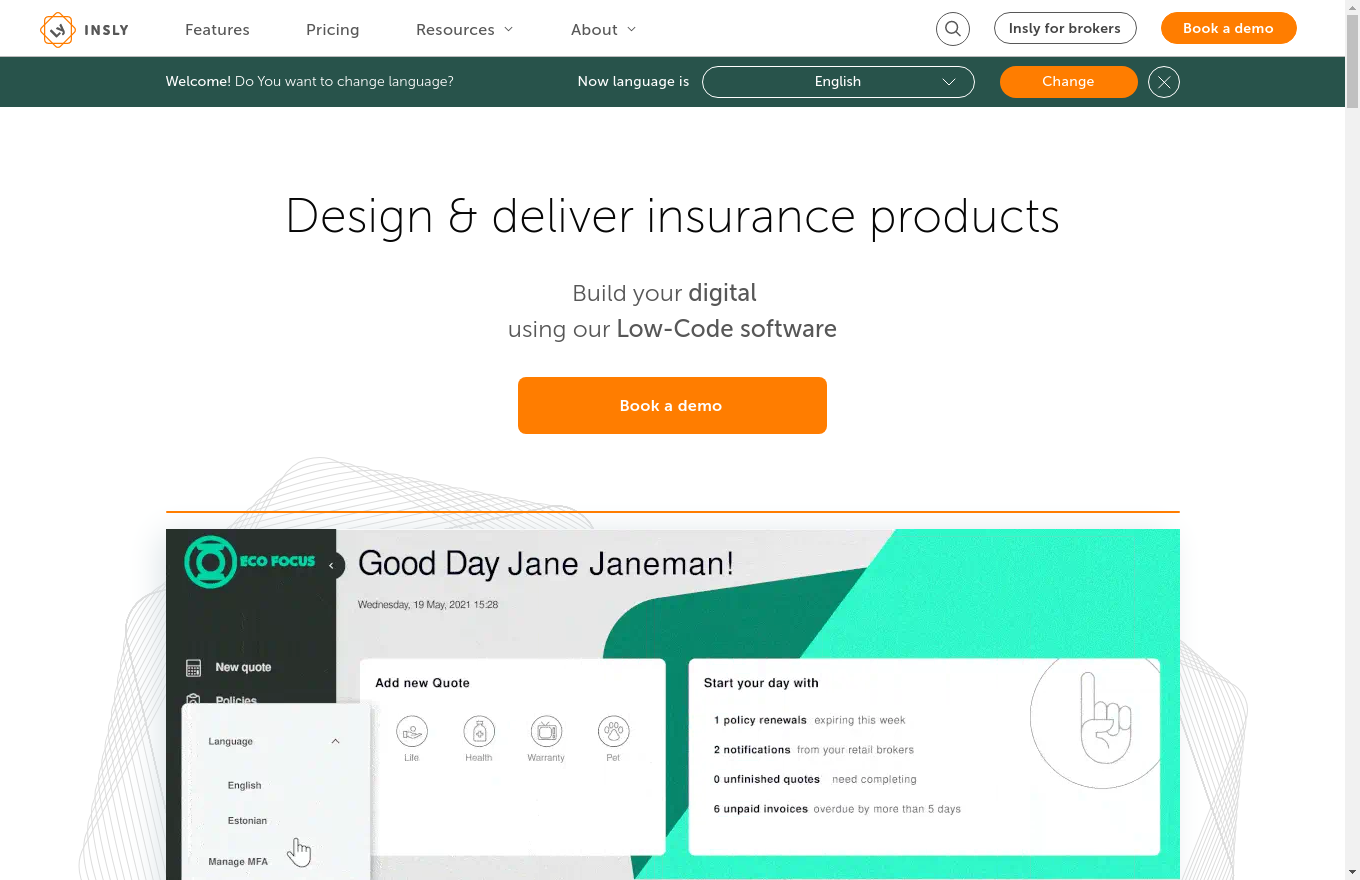 INSLY
Features
Pricing
Resources
About
Insly for brokers
Book a demo
Welcome! Do You want to change language?
Now language is
English
Change
Design & deliver insurance products
Build your digital
using our Low-Code software
Book a demo
ECO FOCUS
Good Day Jane Janeman!
Wednesday, 19 May, 2021 15:28
New quote
Policies
Add new Quote
Life
Health
Warranty
Pet
Start your day with
1 policy renewals expiring this week
2 notifications from your retail brokers
0 unfinished quotes need completing
6 unpaid invoices overdue by more than 5 days
Language
English
Estonian
Manage MFA